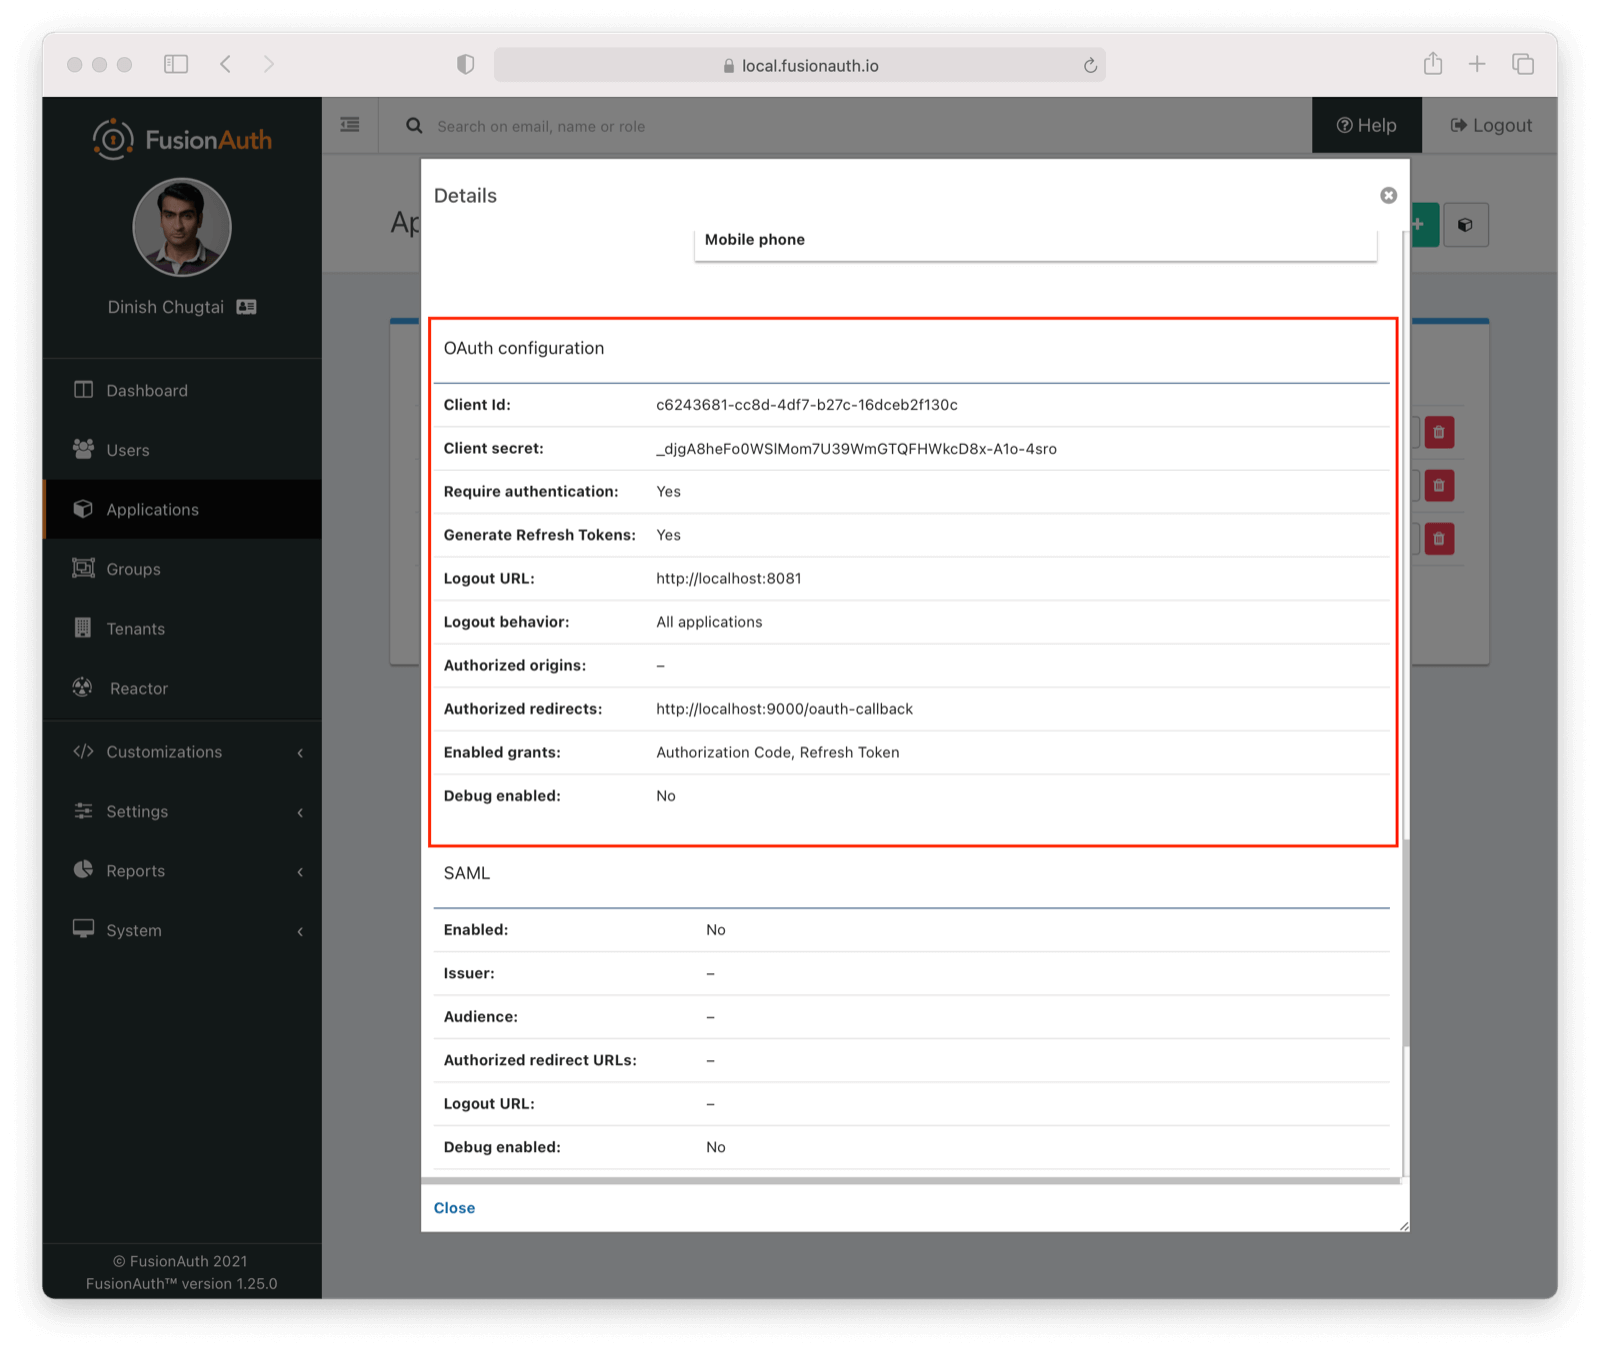 local.fusionauth.io
FusionAuth
Search on email, name or role
Help
Logout
Dinish Chugtai
Dashboard
Users
Applications
Groups
Tenants
Reactor
Customizations
Settings
Reports
System
© FusionAuth 2021
FusionAuth™ version 1.25.0
Ap
Details
Mobile phone
OAuth configuration
Client Id: c6243681-cc8d-4df7-b27c-16dceb2f130c
Client secret: _djgA8heFo0WSlMom7U39WmGTQFHWkcD8x-A1o-4sro
Require authentication: Yes
Generate Refresh Tokens: Yes
Logout URL: http://localhost:8081
Logout behavior: All applications
Authorized origins: –
Authorized redirects: http://localhost:9000/oauth-callback
Enabled grants: Authorization Code, Refresh Token
Debug enabled: No
SAML
Enabled: No
Issuer: –
Audience: –
Authorized redirect URLs: –
Logout URL: –
Debug enabled: No
Close